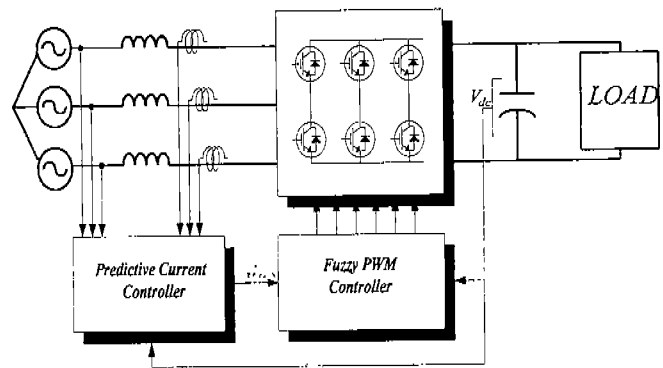 V_dc
LOAD
Predictive Current
Controller
Fuzzy PWM
Controller